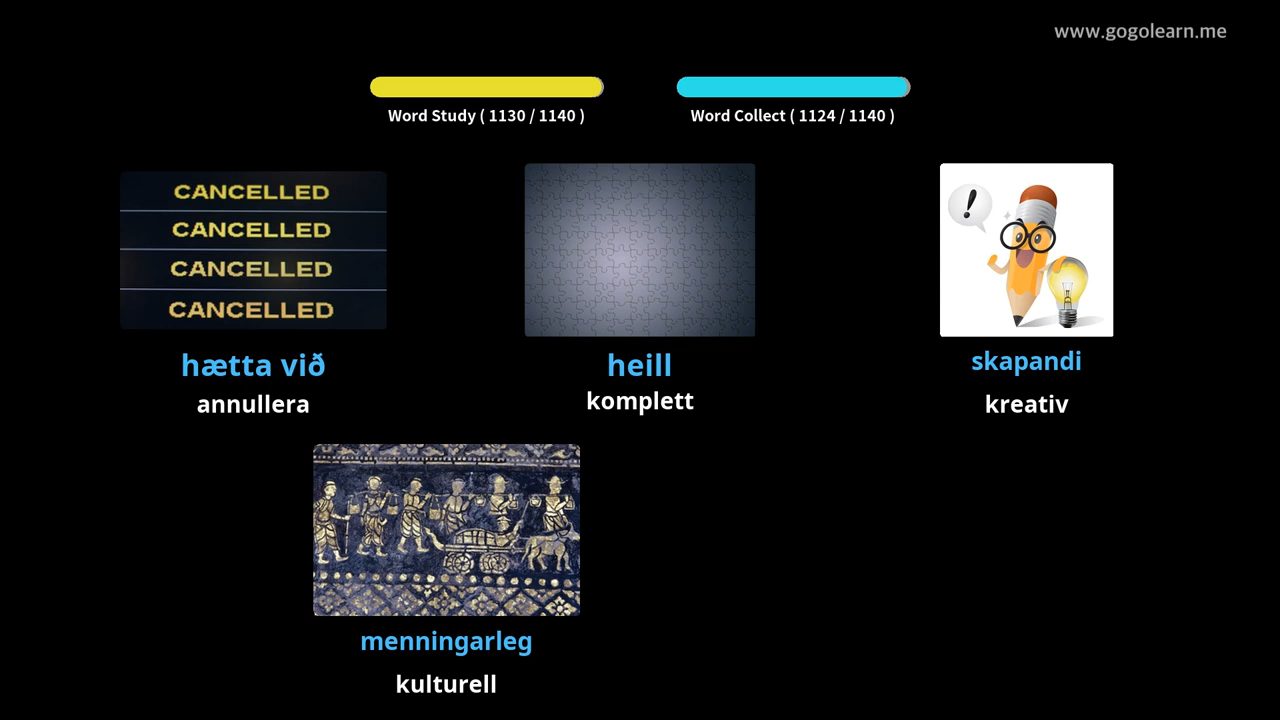 www.gogolearn.me
Word Study ( 1130 / 1140 )
Word Collect ( 1124 / 1140 )
CANCELLED
CANCELLED
CANCELLED
CANCELLED
!
hætta við
annullera
heill
komplett
skapandi
kreativ
menningarleg
kulturell